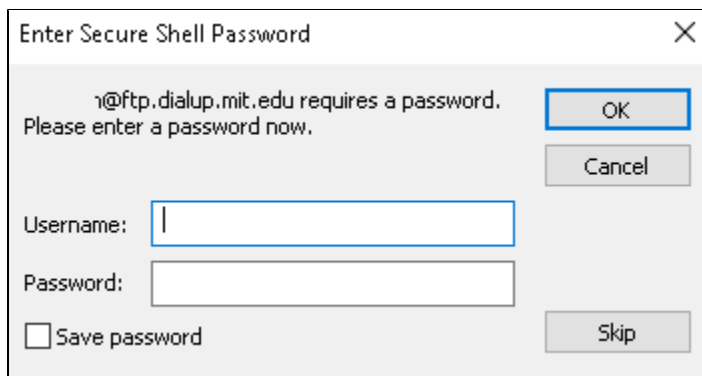 Enter Secure Shell Password
@ftp.dialup.mit.edu requires a password.
Please enter a password now.
OK
Cancel
Username:
Password:
Save password
Skip